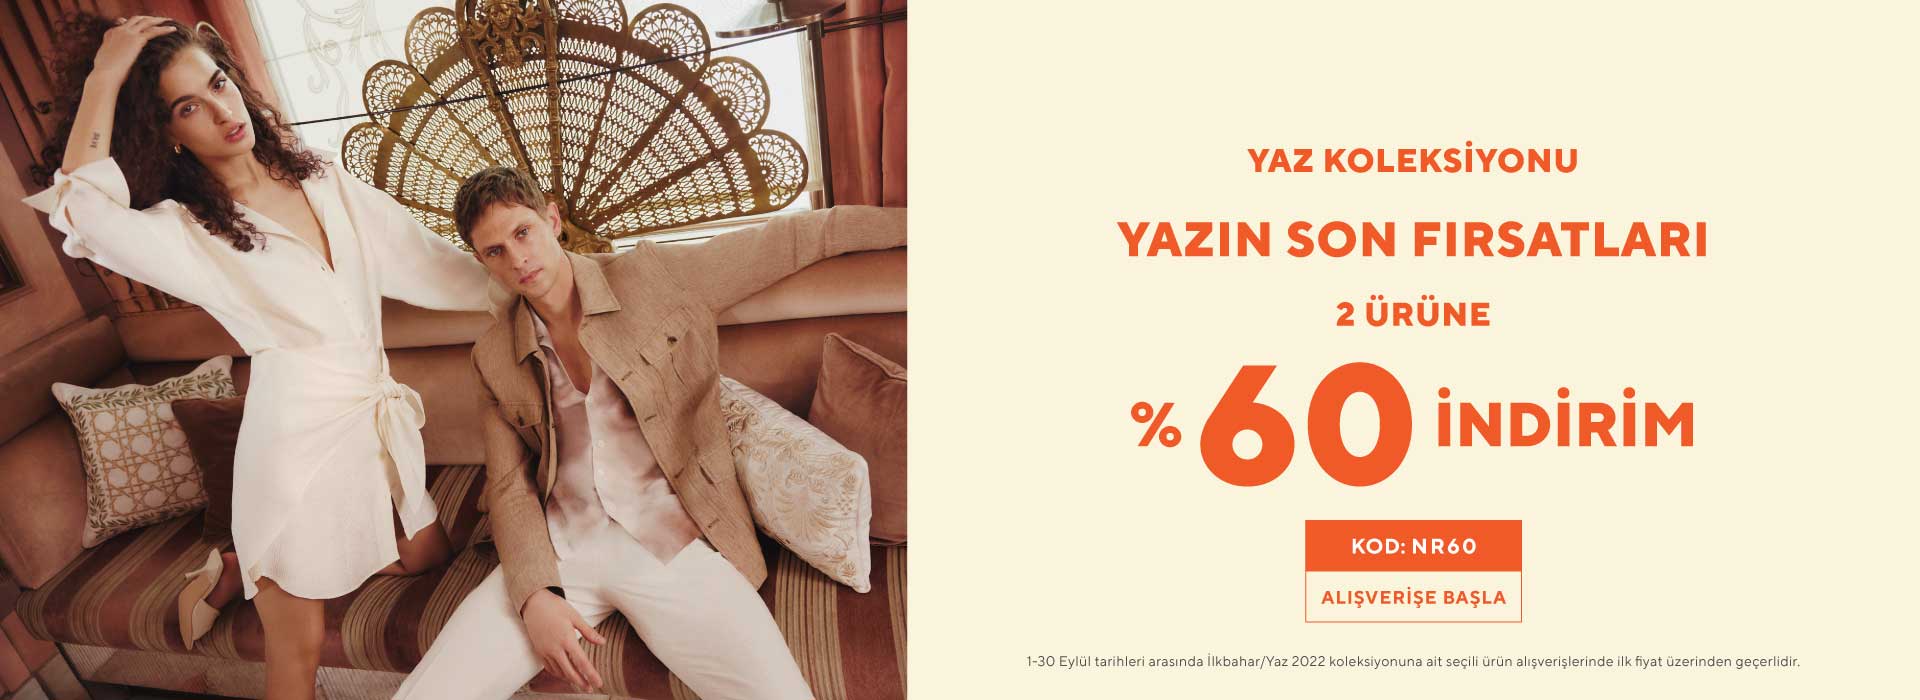 YAZ KOLEKSİYONU
YAZIN SON FIRSATLARI
2 ÜRÜNE
%60 İNDİRİM
KOD: NR60
ALIŞVERİŞE BAŞLA
1-30 Eylül tarihleri arasında İlkbahar/Yaz 2022 koleksiyonuna ait seçili ürün alışverişlerinde ilk fiyat üzerinden geçerlidir.